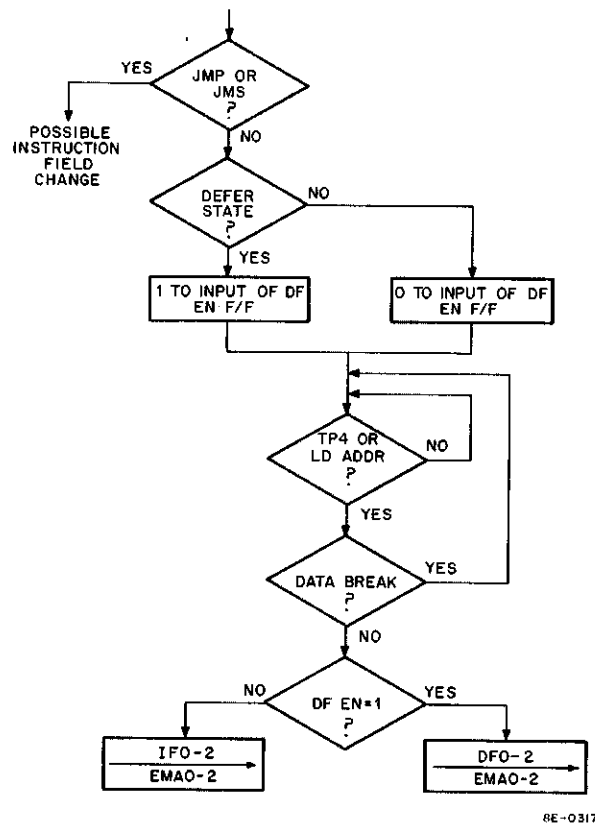 YES
JMP OR
JMS
?
NO
POSSIBLE
INSTRUCTION
FIELD
CHANGE
DEFER
STATE
?
NO
YES
1 TO INPUT OF DF
EN F/F
0 TO INPUT OF DF
EN F/F
TP4 OR
LD ADDR
?
NO
YES
DATA BREAK
?
YES
NO
NO
DF EN=1
?
YES
IF0-2
EMA0-2
DF0-2
EMA0-2
8E-0317